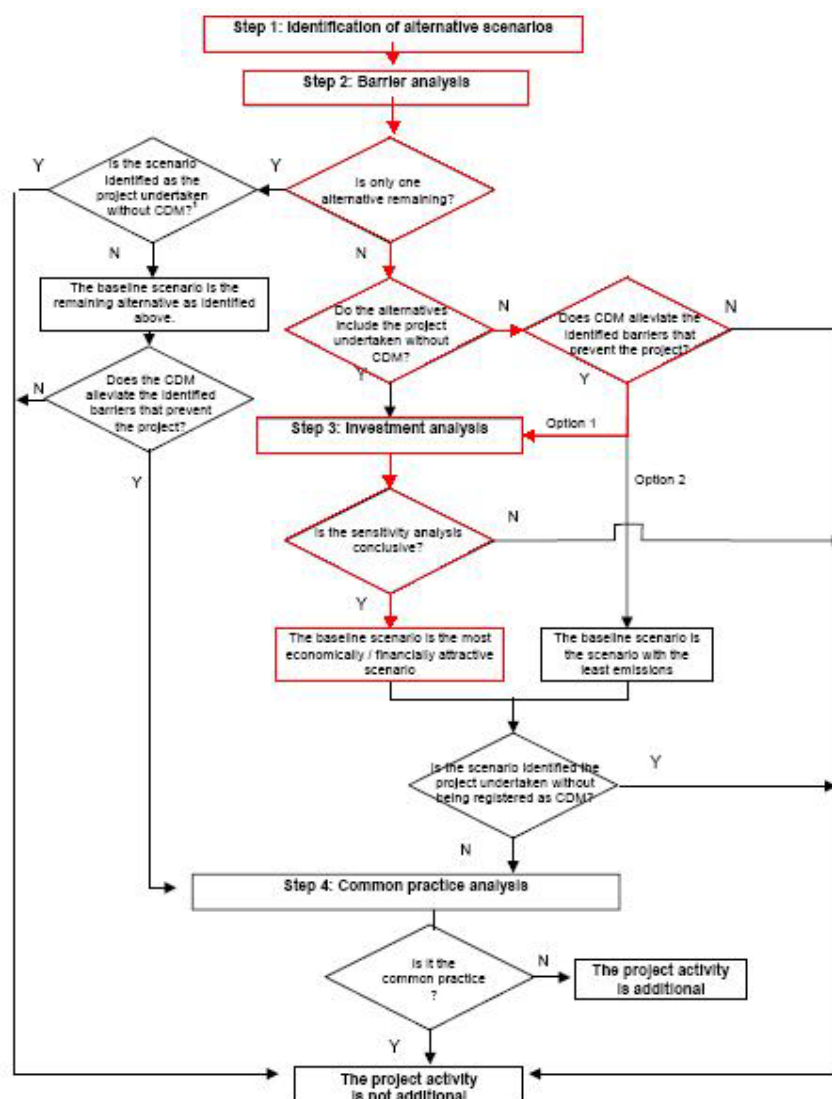 Step 1: Identification of alternative scenarios
Step 2: Barrier analysis
Y
Is the scenario
identified as the
project undertaken
without CDM?¹
Y
Is only one
alternative remaining?
N
N
The baseline scenario is the
remaining alternative as identified
above.
Do the alternatives
include the project
undertaken without
CDM?
N
Does CDM alleviate the
identified barriers that
prevent the project?
N
N
Does the CDM
alleviate the identified
barriers that prevent
the project?
Y
Y
Step 3: Investment analysis
Option 1
Y
Option 2
Is the sensitivity analysis
conclusive?
N
Y
The baseline scenario is the most
economically / financially attractive
scenario
The baseline scenario is
the scenario with the
least emissions
Is the scenario identified the
project undertaken without
being registered as CDM?
Y
N
Step 4: Common practice analysis
Is it the
common practice
?
N
The project activity
is additional
Y
The project activity
is not additional